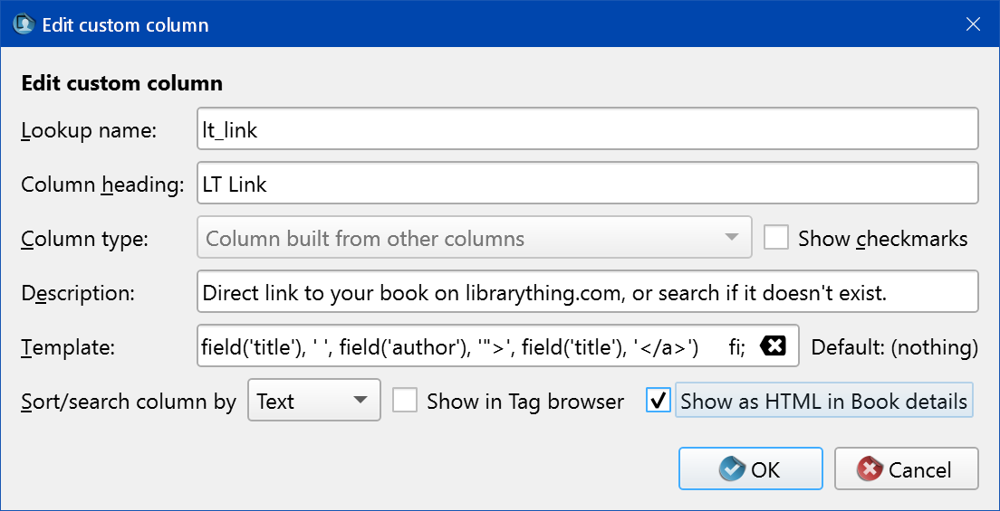 Edit custom column
Edit custom column
Lookup name: lt_link
Column heading: LT Link
Column type: Column built from other columns Show checkmarks
Description: Direct link to your book on librarything.com, or search if it doesn't exist.
Template: field('title'), ' ', field('author'), '">', field('title'), '</a>') fi; Default: (nothing)
Sort/search column by Text Show in Tag browser Show as HTML in Book details
OK Cancel